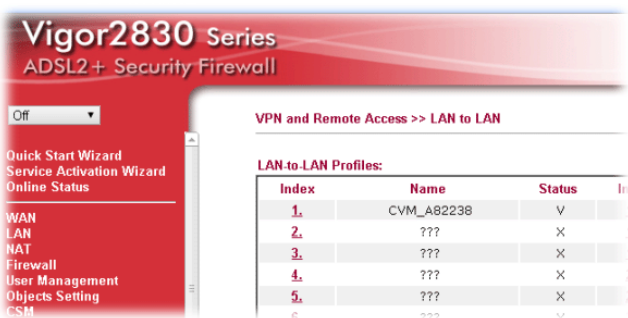 Vigor2830 Series
ADSL2+ Security Firewall
Off
Quick Start Wizard
Service Activation Wizard
Online Status
WAN
LAN
NAT
Firewall
User Management
Objects Setting
CSM
VPN and Remote Access >> LAN to LAN
LAN-to-LAN Profiles:
Index Name Status
1. CVM_A82238 V
2. ??? X
3. ??? X
4. ??? X
5. ??? X
6. ???